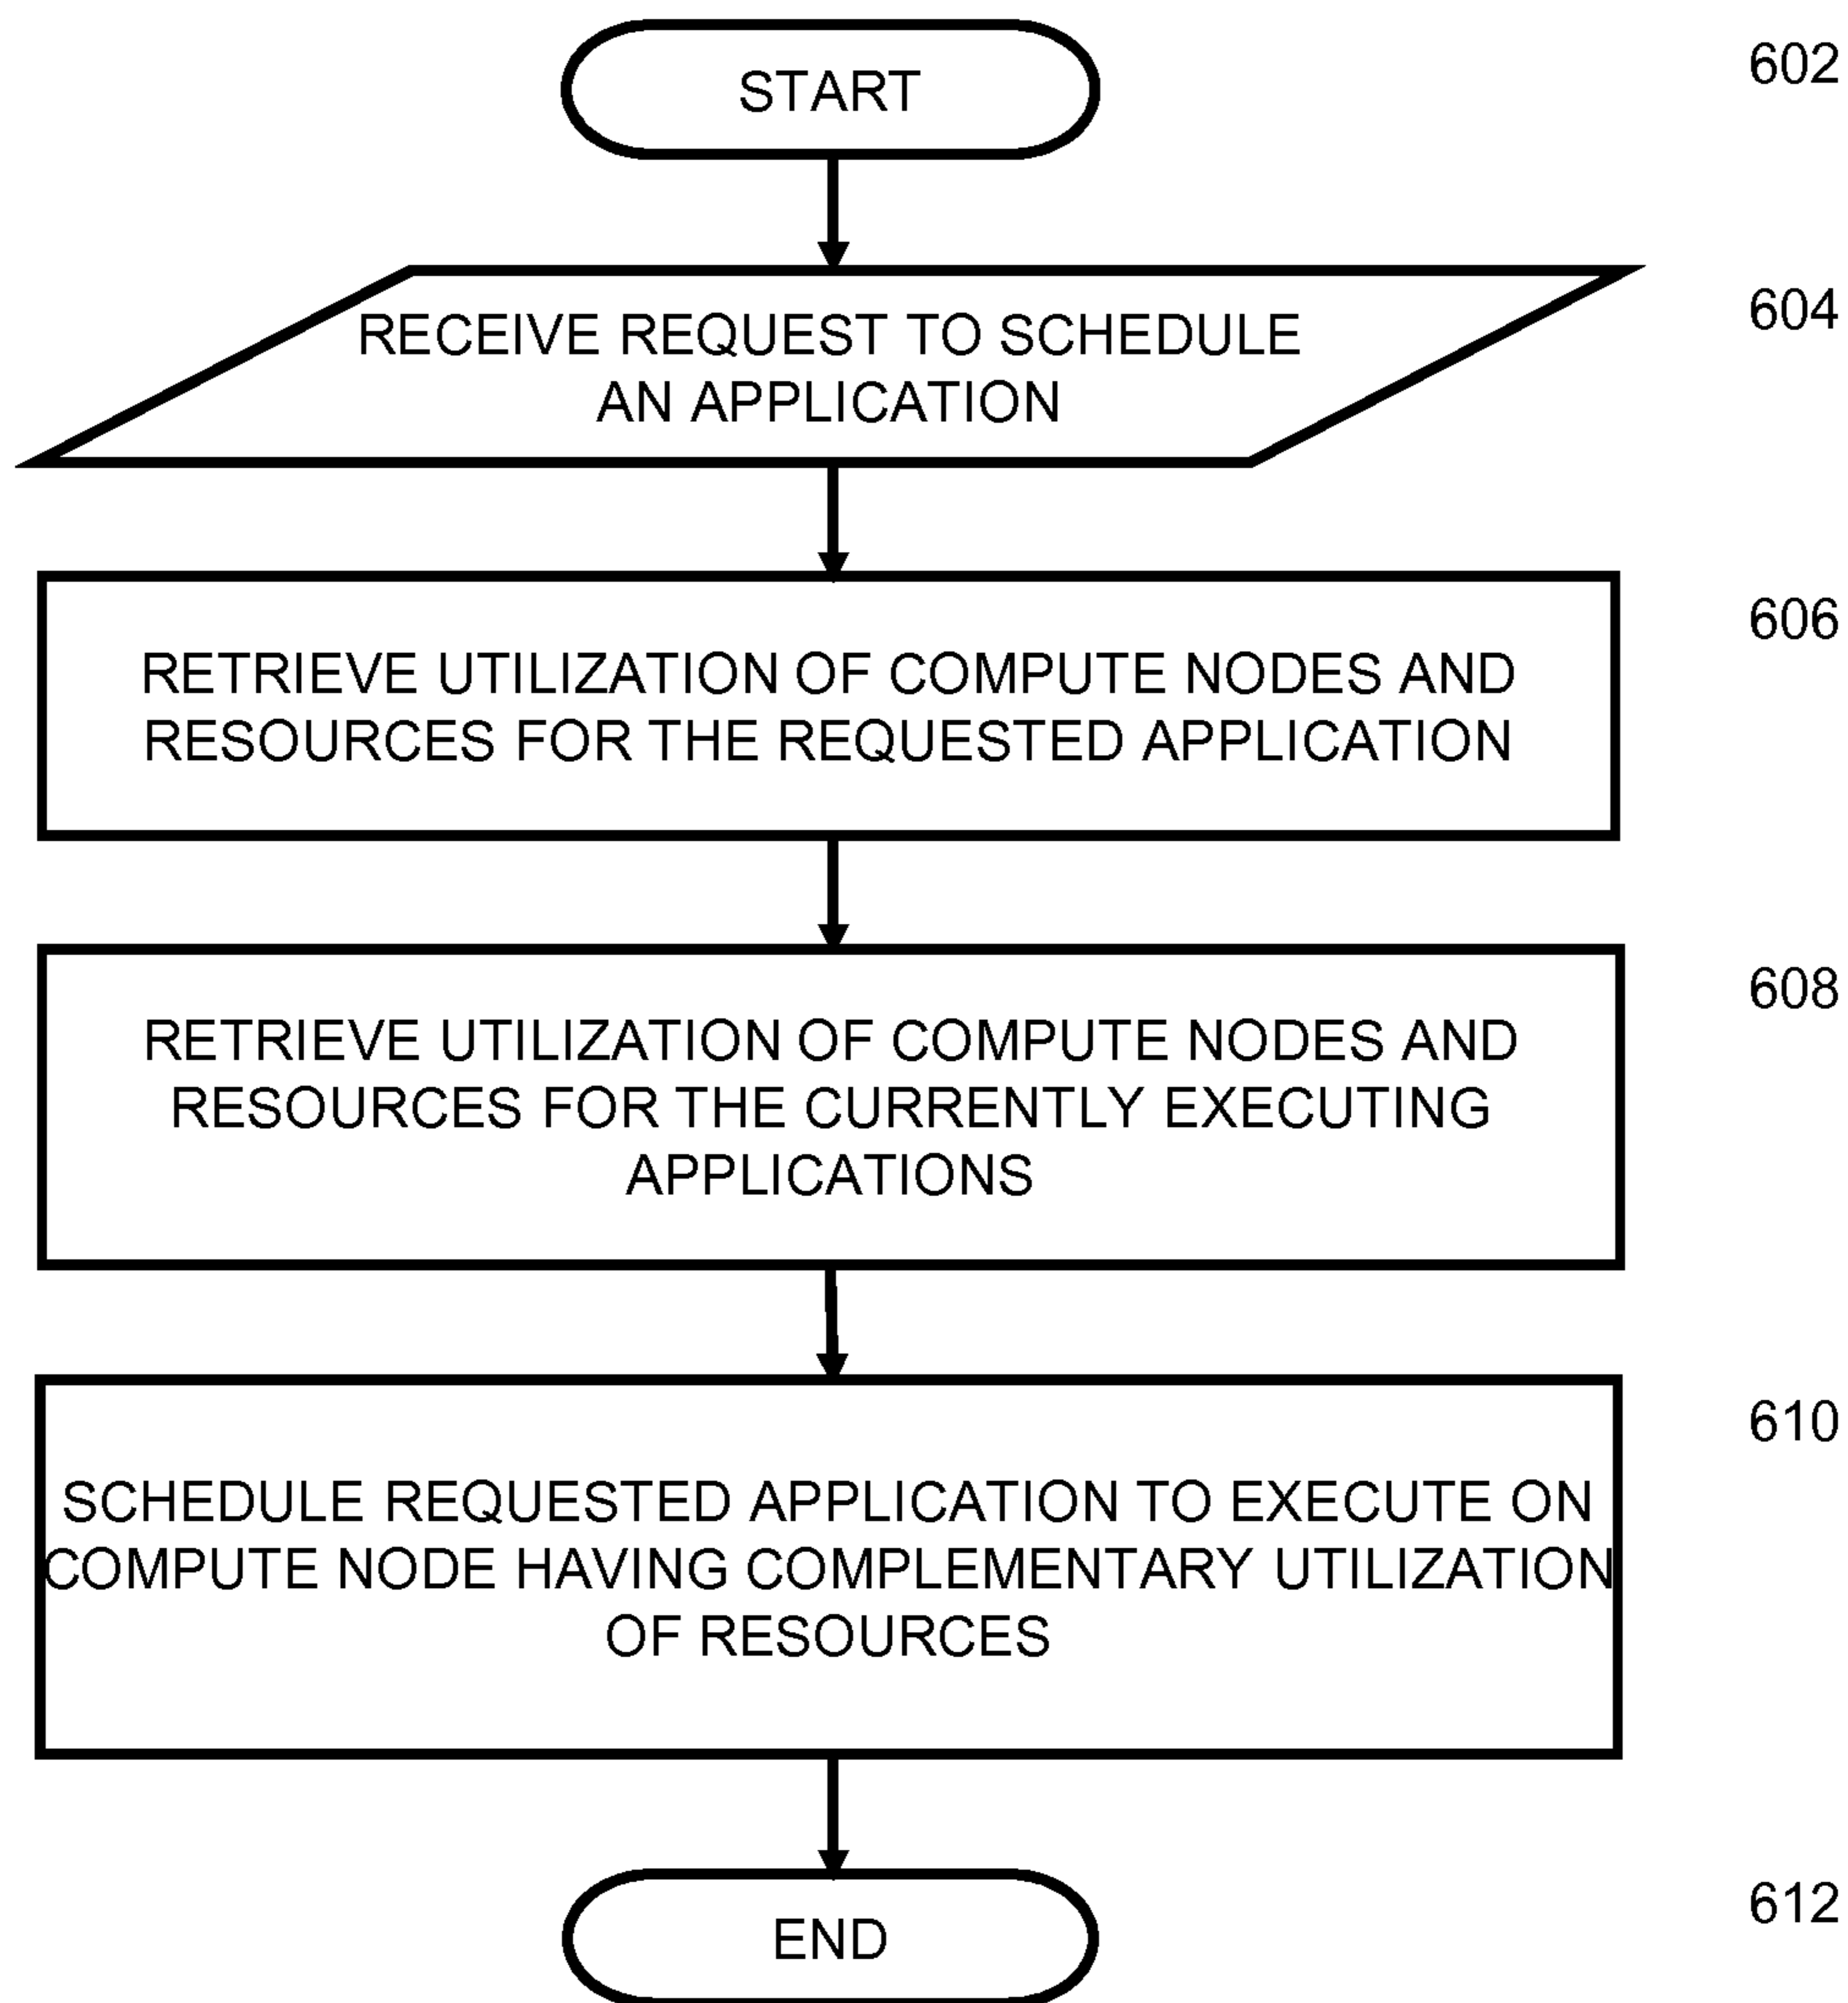 START
602
RECEIVE REQUEST TO SCHEDULE
AN APPLICATION
604
RETRIEVE UTILIZATION OF COMPUTE NODES AND
RESOURCES FOR THE REQUESTED APPLICATION
606
RETRIEVE UTILIZATION OF COMPUTE NODES AND
RESOURCES FOR THE CURRENTLY EXECUTING
APPLICATIONS
608
SCHEDULE REQUESTED APPLICATION TO EXECUTE ON
COMPUTE NODE HAVING COMPLEMENTARY UTILIZATION
OF RESOURCES
610
END
612